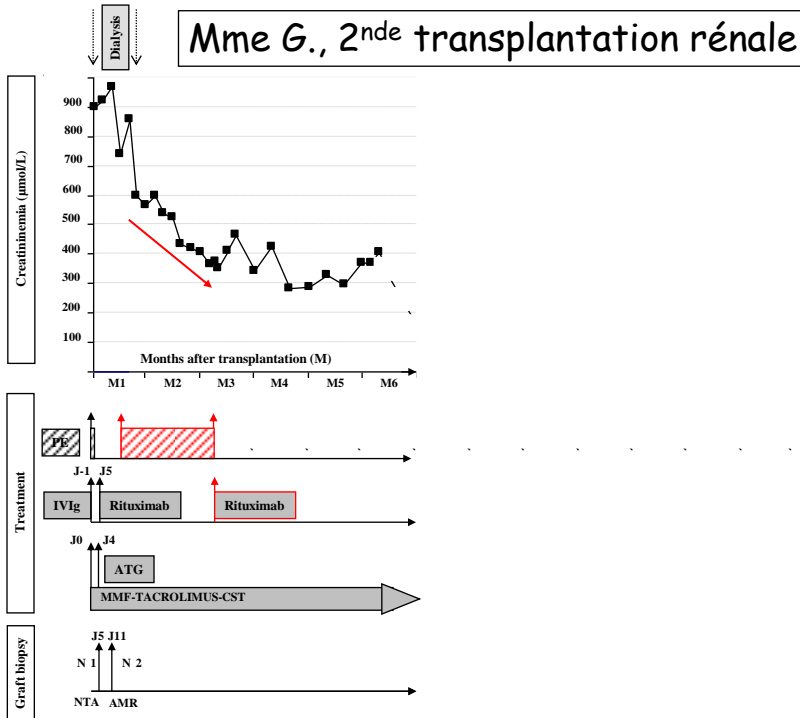 Dialysis
Mme G., 2nde transplantation rénale
Creatininemia (µmol/L)
900
800
700
600
500
400
300
200
100
Months after transplantation (M)
M1 M2 M3 M4 M5 M6
Treatment
PE
J-1 J5
IVIg Rituximab Rituximab
J0 J4
ATG
MMF-TACROLIMUS-CST
Graft biopsy
J5 J11
N 1 N 2
NTA AMR